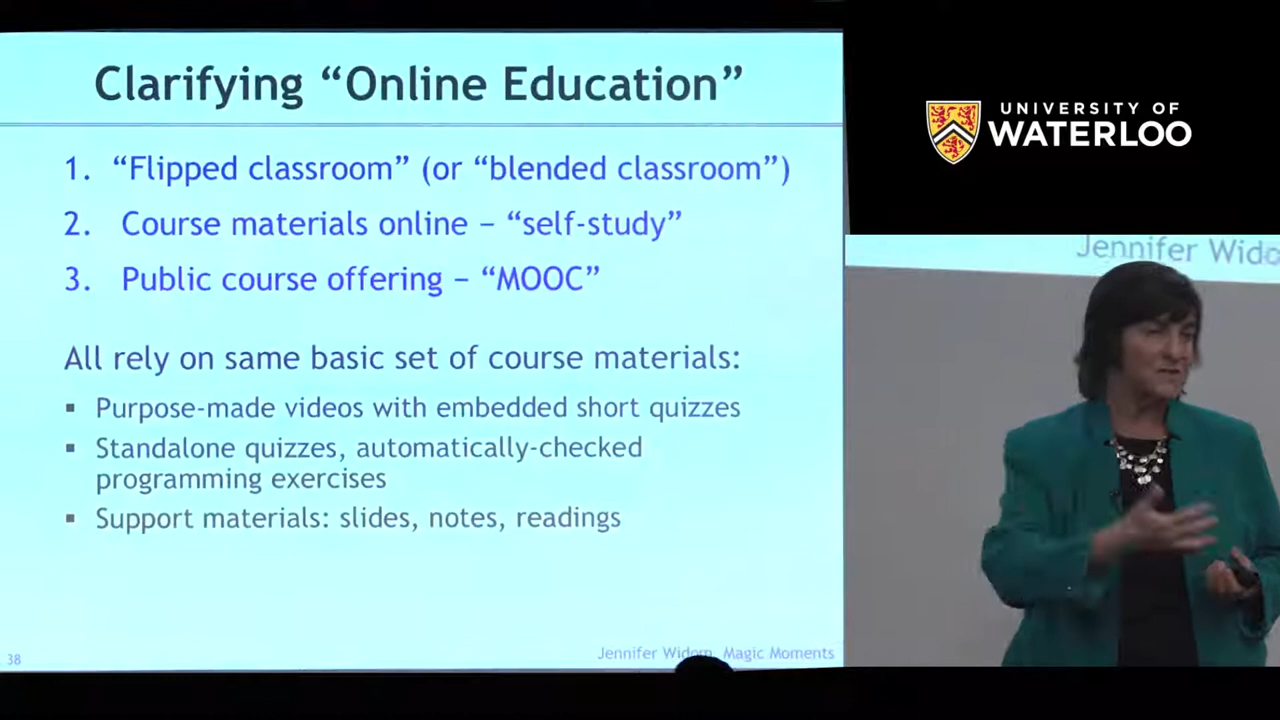 Clarifying “Online Education”
1. “Flipped classroom” (or “blended classroom”)
2. Course materials online – “self-study”
3. Public course offering – “MOOC”
All rely on same basic set of course materials:
▪ Purpose-made videos with embedded short quizzes
▪ Standalone quizzes, automatically-checked
programming exercises
▪ Support materials: slides, notes, readings
38
Jennifer Widom, Magic Moments
UNIVERSITY OF
WATERLOO
Jennifer Wido